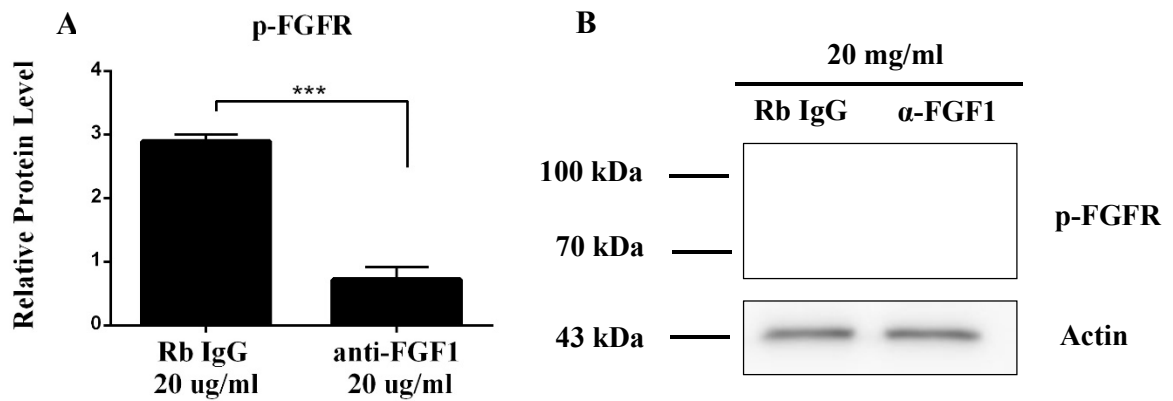 A
p-FGFR
Relative Protein Level
4
3
2
1
0
***
Rb IgG
20 ug/ml
anti-FGF1
20 ug/ml
B
20 mg/ml
Rb IgG
α-FGF1
100 kDa
70 kDa
p-FGFR
43 kDa
Actin